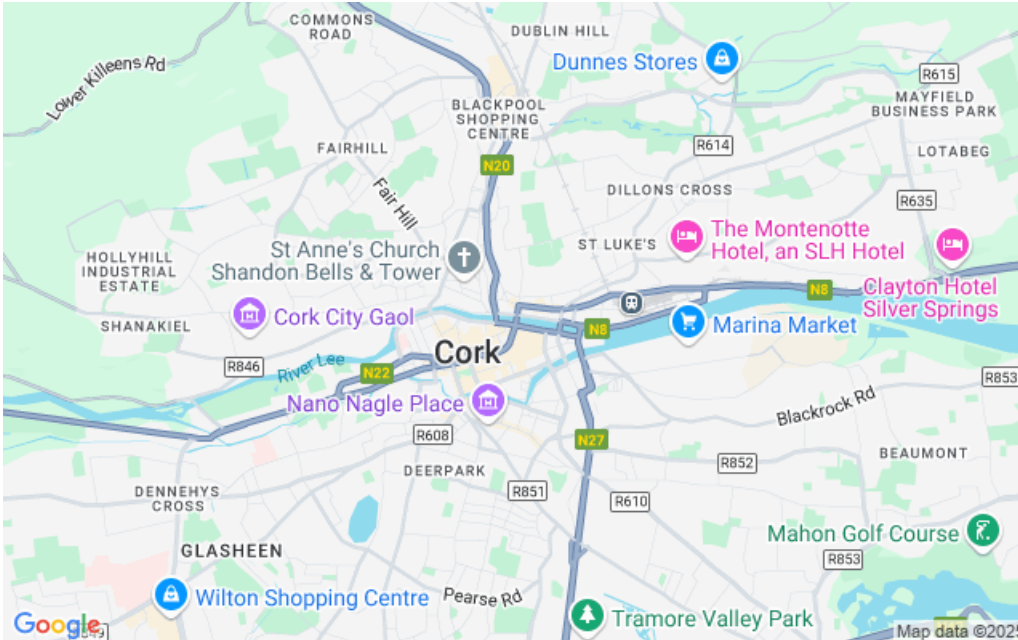 COMMONS
ROAD
DUBLIN HILL
Dunnes Stores
Lower Killeens Rd
R615
MAYFIELD
BUSINESS PARK
BLACKPOOL
SHOPPING
CENTRE
R614
FAIRHILL
LOTABEG
N20
Fair Hill
DILLONS CROSS
R635
The Montenotte
Hotel, an SLH Hotel
ST LUKE'S
St Anne's Church
Shandon Bells & Tower
HOLLYHILL
INDUSTRIAL
ESTATE
Clayton Hotel
Silver Springs
N8
Cork City Gaol
SHANAKIEL
N8
Marina Market
Cork
River Lee
R846
N22
R853
Nano Nagle Place
Blackrock Rd
R608
N27
R852
BEAUMONT
DEERPARK
R851
R610
DENNEHYS
CROSS
Mahon Golf Course
GLASHEEN
R853
Wilton Shopping Centre
Pearse Rd
Tramore Valley Park
Google
Map data ©2025